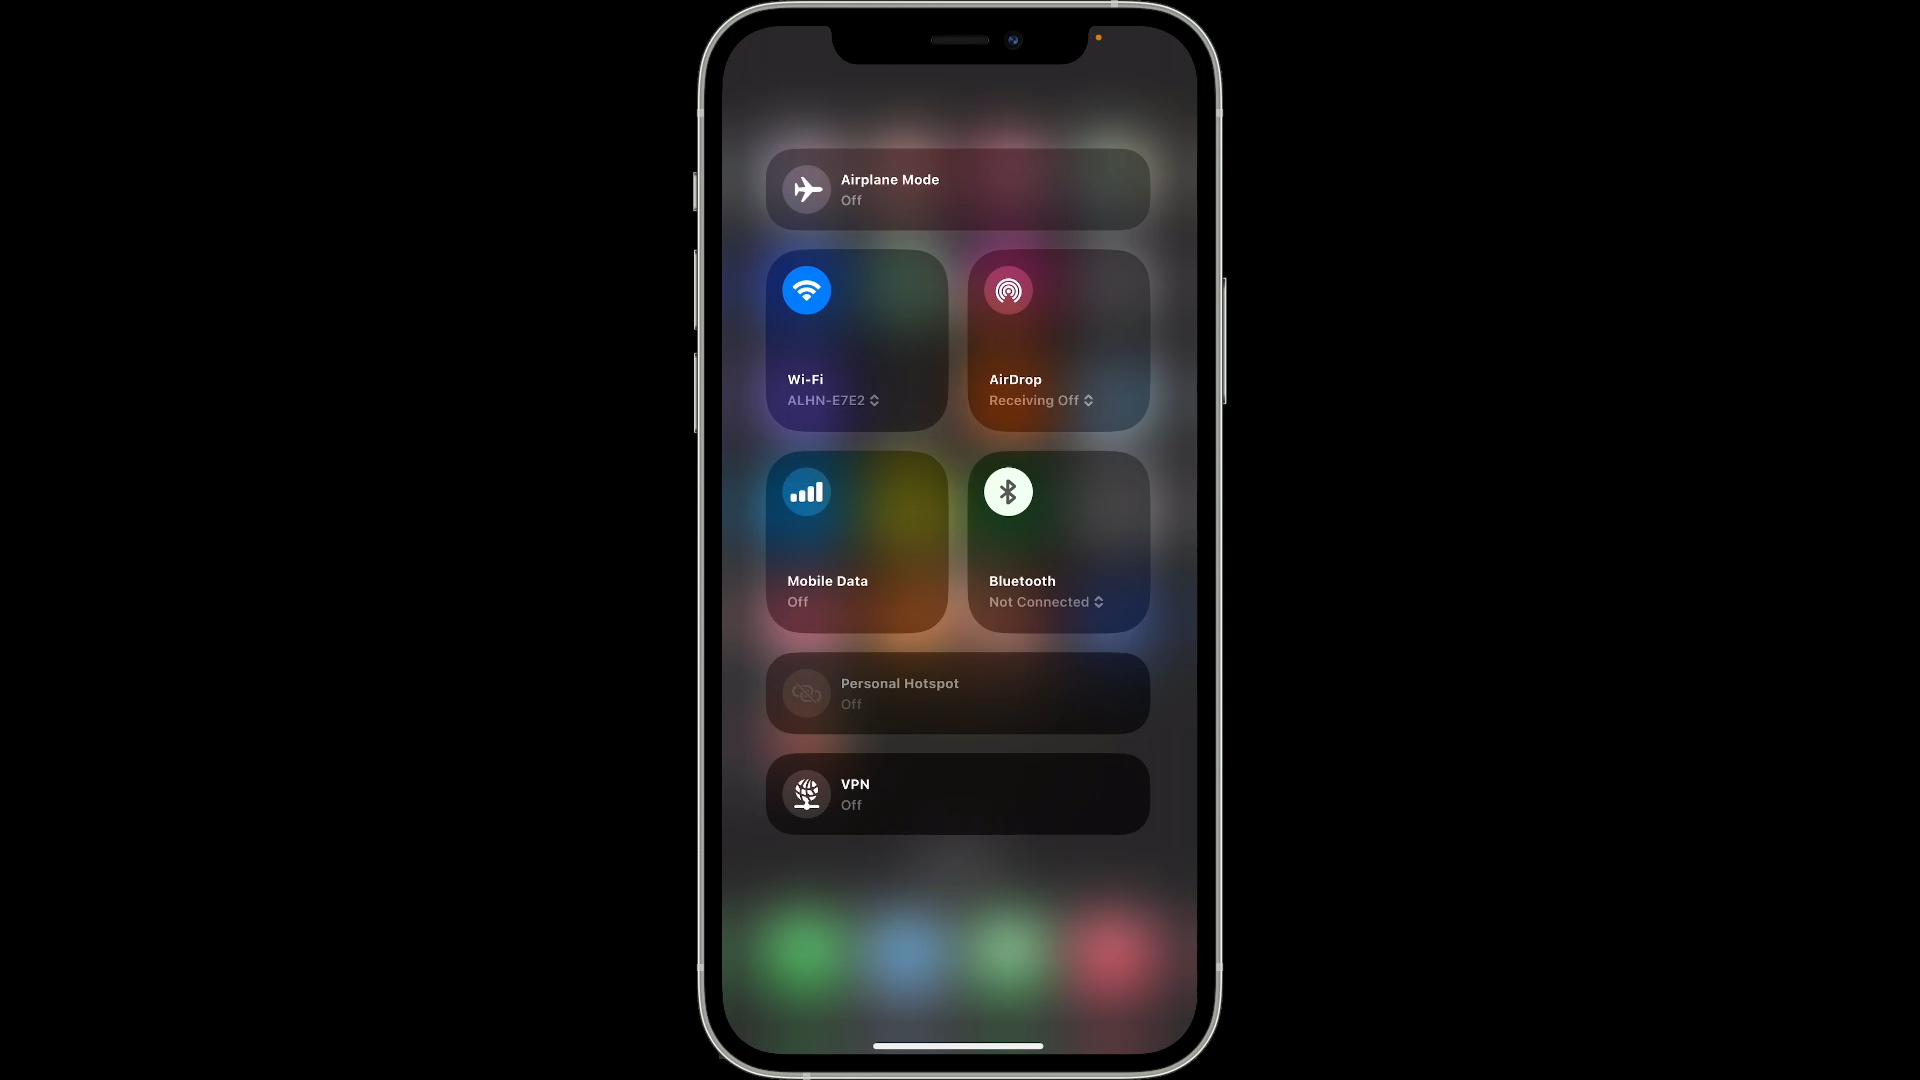 Airplane Mode
Off
Wi-Fi
ALHN-E7E2
AirDrop
Receiving Off
Mobile Data
Off
Bluetooth
Not Connected
Personal Hotspot
Off
VPN
Off